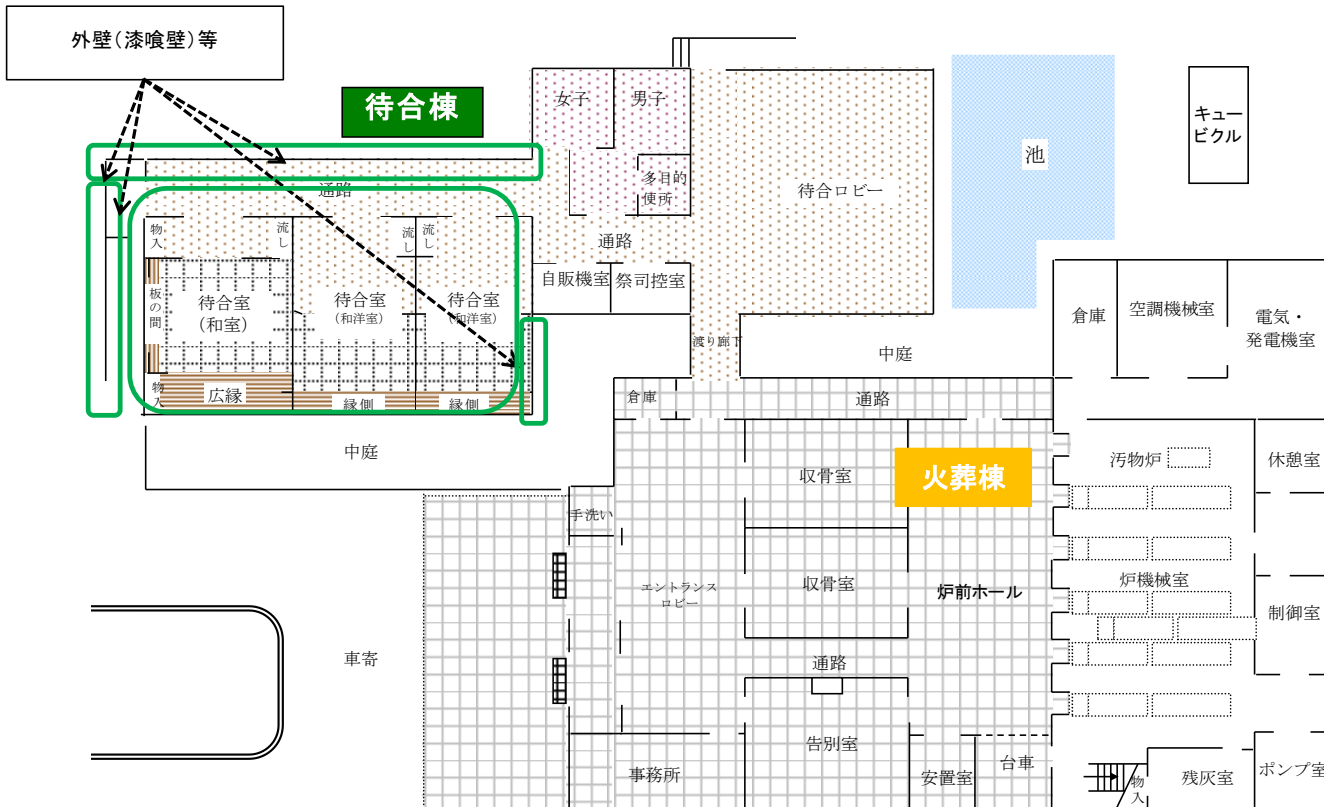 外壁(漆喰壁)等
待合棟
女子
男子
池
キュー
ビクル
通路
多目的
便所
待合ロビー
物入
流し
流し
通路
自販機室
祭司控室
板の間
待合室
(和室)
待合室
(和洋室)
待合室
(和洋室)
渡り廊下
中庭
倉庫
空調機械室
電気・
発電機室
物入
広縁
縁側
縁側
倉庫
通路
中庭
収骨室
火葬棟
汚物炉
休憩室
手洗い
エントランス
ロビー
収骨室
炉前ホール
炉機械室
制御室
車寄
通路
告別室
事務所
安置室
台車
物入
残灰室
ポンプ室